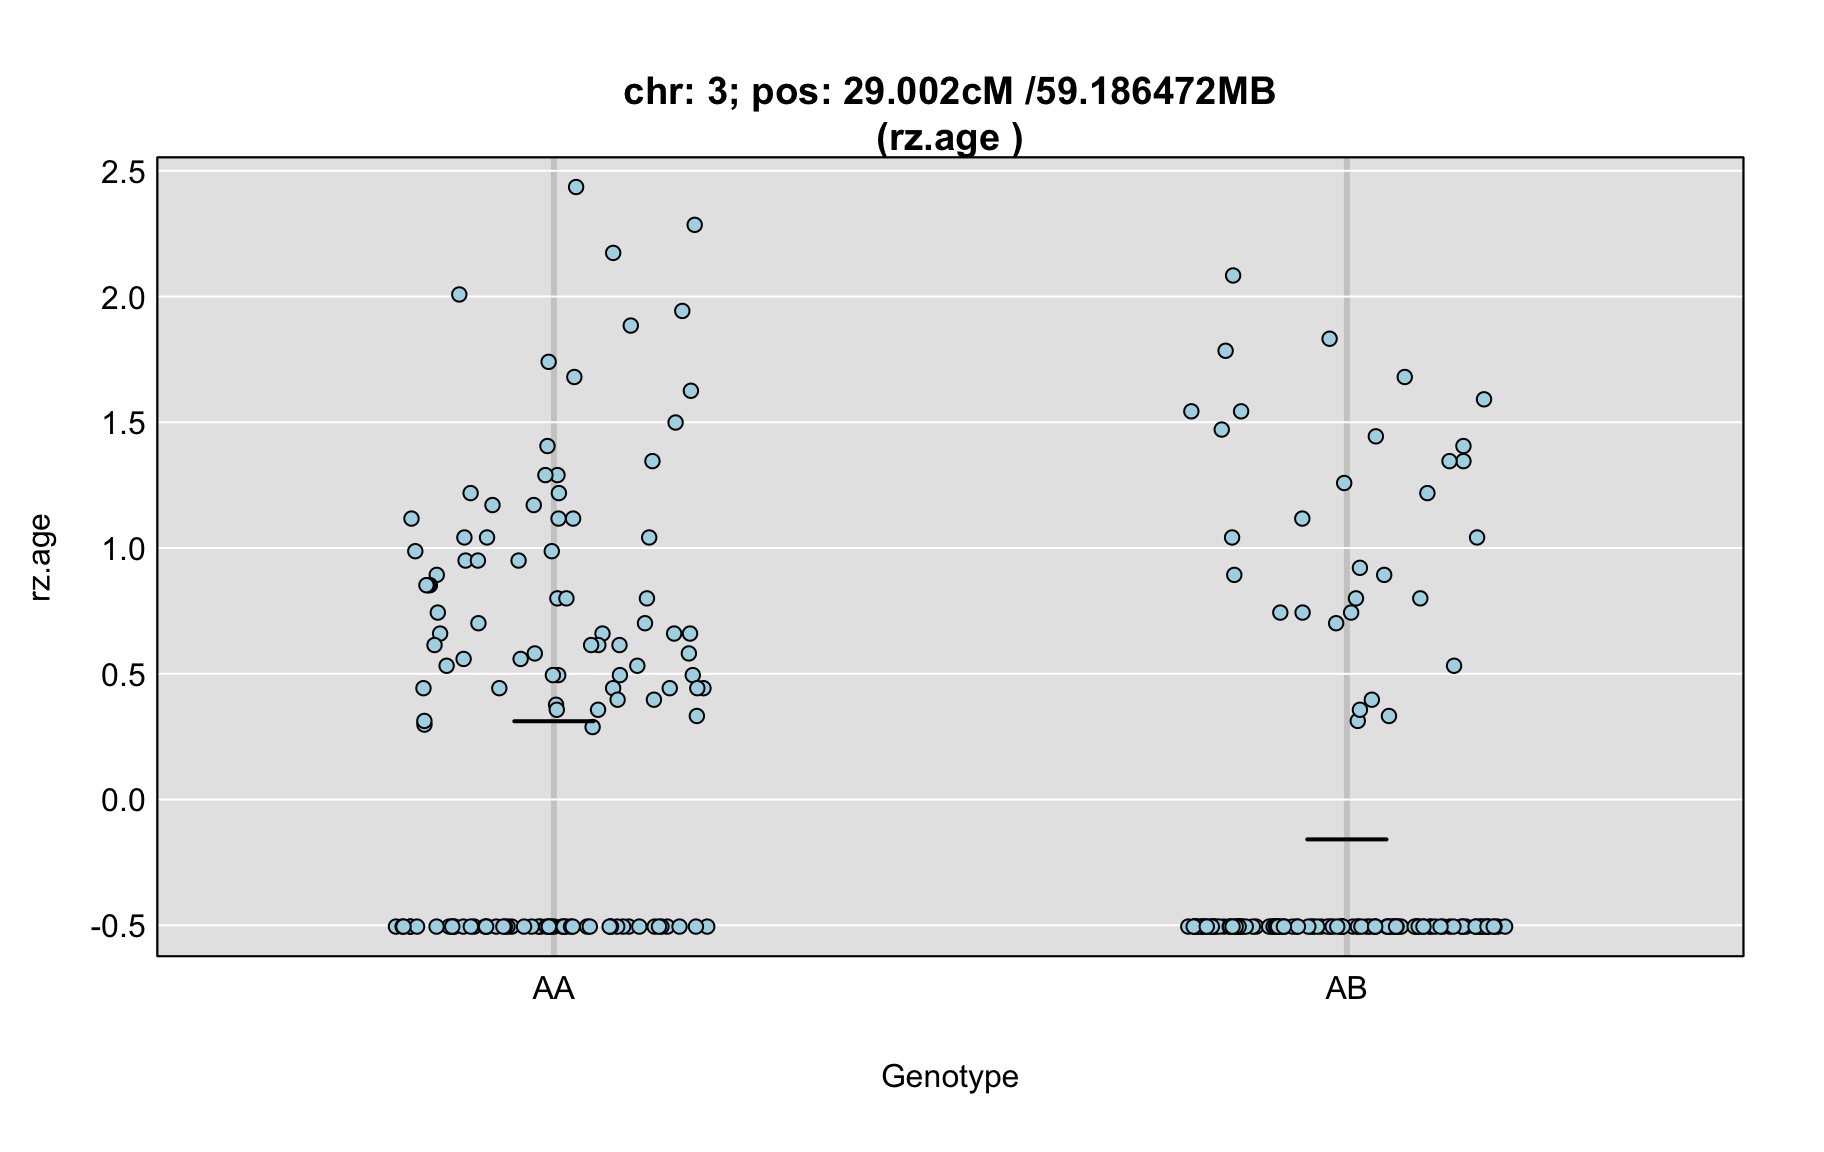 chr: 3; pos: 29.002cM /59.186472MB
(rz.age )
2.5
2.0
1.5
1.0
0.5
0.0
-0.5
rz.age
AA AB
Genotype